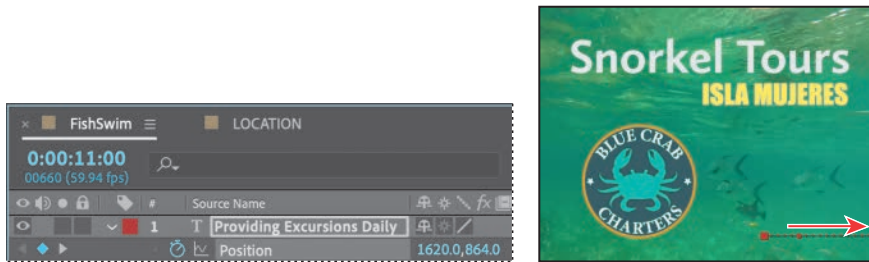 × FishSwim ≡ LOCATION
0:00:11:00
00660 (59.94 fps)
# Source Name fx
1 T Providing Excursions Daily
Position 1620.0,864.0
Snorkel Tours
ISLA MUJERES
BLUE CRAB
CHARTERS